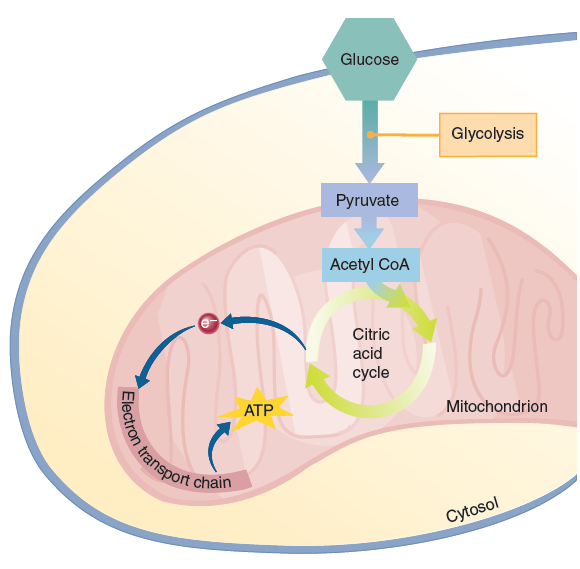 Glucose
Glycolysis
Pyruvate
Acetyl CoA
e–
Citric
acid
cycle
ATP
Mitochondrion
Electron transport chain
Cytosol